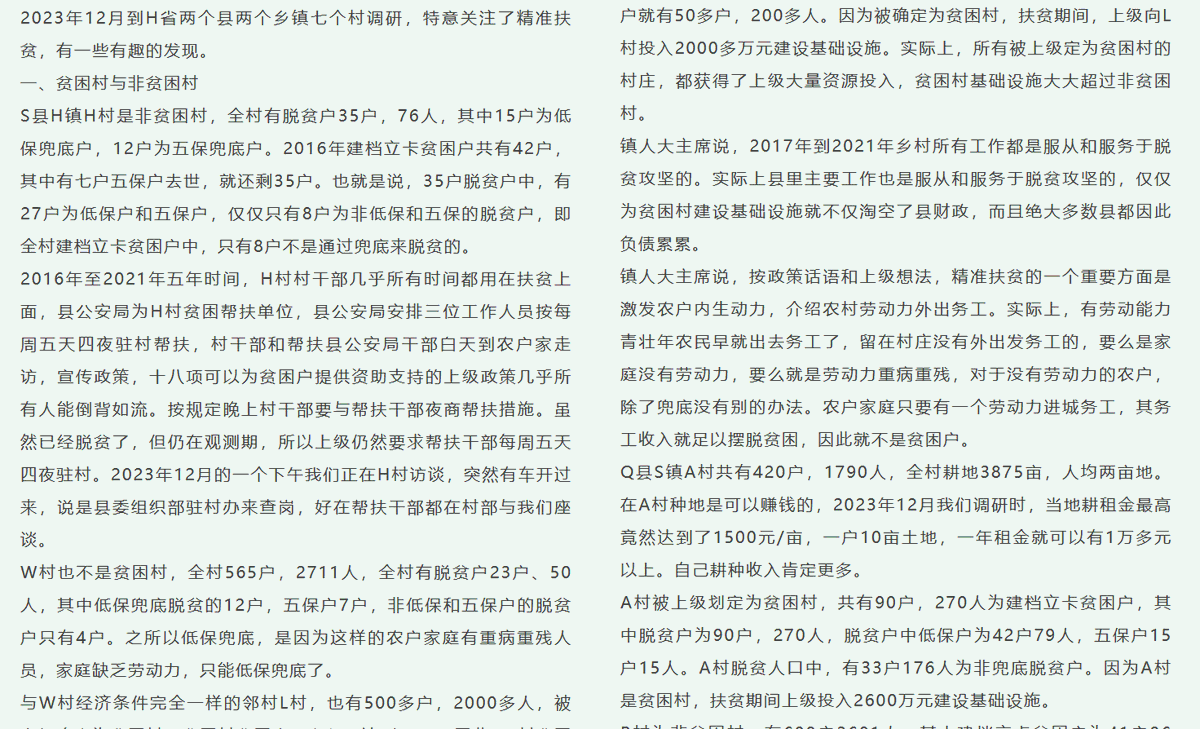 2023年12月到H省两个县两个乡镇七个村调研，特意关注了精准扶
贫，有一些有趣的发现。
一、贫困村与非贫困村
S县H镇H村是非贫困村，全村有脱贫户35户，76人，其中15户为低
保兜底户，12户为五保兜底户。2016年建档立卡贫困户共有42户，
其中有七户五保户去世，就还剩35户。也就是说，35户脱贫户中，有
27户为低保户和五保户，仅仅只有8户为非低保和五保的脱贫户，即
全村建档立卡贫困户中，只有8户不是通过兜底来脱贫的。
2016年至2021年五年时间，H村村干部几乎所有时间都用在扶贫上
面，县公安局为H村贫困帮扶单位，县公安局安排三位工作人员按每
周五天四夜驻村帮扶，村干部和帮扶县公安局干部白天到农户家走
访，宣传政策，十八项可以为贫困户提供资助支持的上级政策几乎所
有人能倒背如流。按规定晚上村干部要与帮扶干部夜商帮扶措施。虽
然已经脱贫了，但仍在观测期，所以上级仍然要求帮扶干部每周五天
四夜驻村。2023年12月的一个下午我们正在H村访谈，突然有车开过
来，说是县委组织部驻村办来查岗，好在帮扶干部都在村部与我们座
谈。
W村也不是贫困村，全村565户，2711人，全村有脱贫户23户、50
人，其中低保兜底脱贫的12户，五保户7户，非低保和五保户的脱贫
户只有4户。之所以低保兜底，是因为这样的农户家庭有重病重残人
员，家庭缺乏劳动力，只能低保兜底了。
与W村经济条件完全一样的邻村L村，也有500多户，2000多人，被
户就有50多户，200多人。因为被确定为贫困村，扶贫期间，上级向L
村投入2000多万元建设基础设施。实际上，所有被上级定为贫困村的
村庄，都获得了上级大量资源投入，贫困村基础设施大大超过非贫困
村。
镇人大主席说，2017年到2021年乡村所有工作都是服从和服务于脱
贫攻坚的。实际上县里主要工作也是服从和服务于脱贫攻坚的，仅仅
为贫困村建设基础设施就不仅淘空了县财政，而且绝大多数县都因此
负债累累。
镇人大主席说，按政策话语和上级想法，精准扶贫的一个重要方面是
激发农户内生动力，介绍农村劳动力外出务工。实际上，有劳动能力
青壮年农民早就出去务工了，留在村庄没有外出发务工的，要么是家
庭没有劳动力，要么就是劳动力重病重残，对于没有劳动力的农户，
除了兜底没有别的办法。农户家庭只要有一个劳动力进城务工，其务
工收入就足以摆脱贫困，因此就不是贫困户。
Q县S镇A村共有420户，1790人，全村耕地3875亩，人均两亩地。
在A村种地是可以赚钱的，2023年12月我们调研时，当地耕租金最高
竟然达到了1500元/亩，一户10亩土地，一年租金就可以有1万多元
以上。自己耕种收入肯定更多。
A村被上级划定为贫困村，共有90户，270人为建档立卡贫困户，其
中脱贫户为90户，270人，脱贫户中低保户为42户79人，五保户15
户15人。A村脱贫人口中，有33户176人为非兜底脱贫户。因为A村
是贫困村，扶贫期间上级投入2600万元建设基础设施。